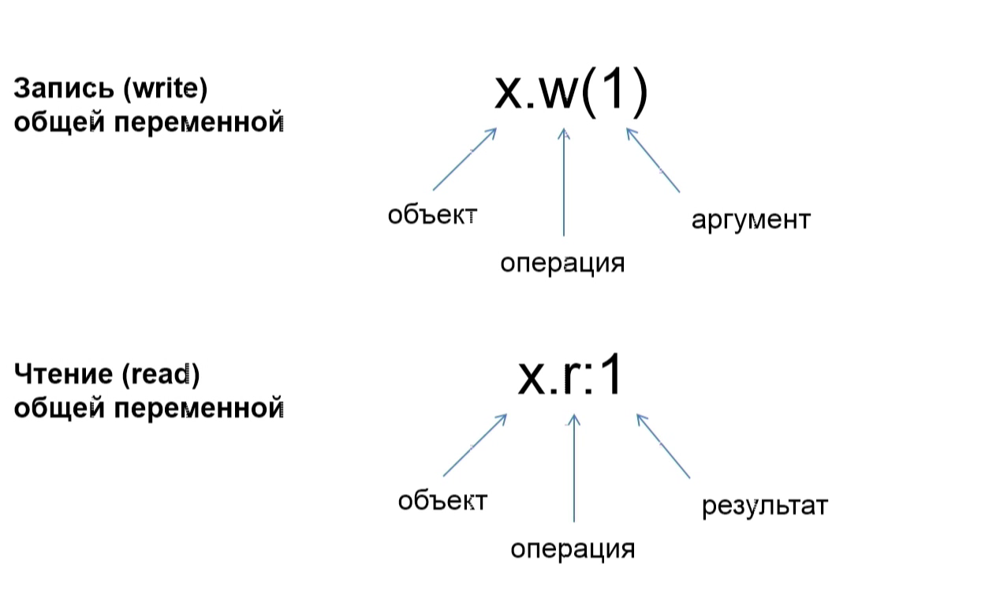 Запись (write)
общей переменной
x.w(1)
объект
аргумент
операция
Чтение (read)
общей переменной
x.r:1
объект
результат
операция